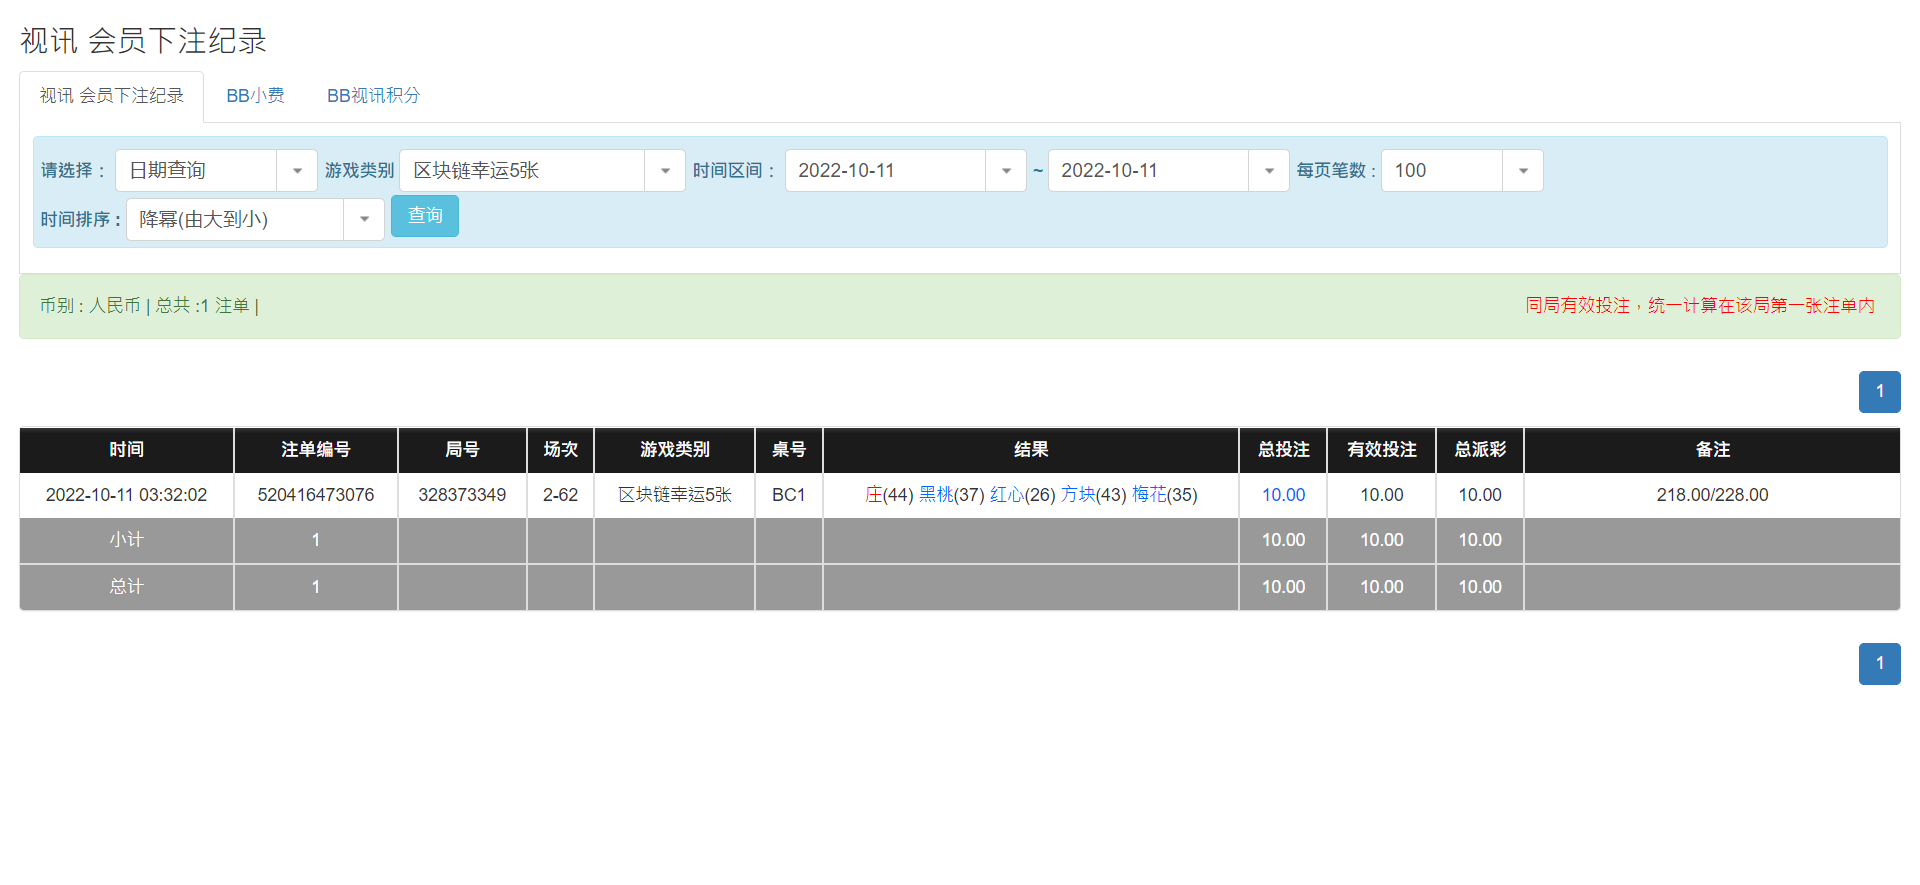 视讯 会员下注纪录
视讯 会员下注纪录 BB小费 BB视讯积分
请选择： 日期查询 游戏类别 区块链幸运5张 时间区间： 2022-10-11 ~ 2022-10-11 每页笔数 : 100
时间排序 : 降幂(由大到小) 查询
币别 : 人民币 | 总共 :1 注单 | 同局有效投注，统一计算在该局第一张注单内
1
时间 注单编号 局号 场次 游戏类别 桌号 结果 总投注 有效投注 总派彩 备注
2022-10-11 03:32:02 520416473076 328373349 2-62 区块链幸运5张 BC1 庄(44) 黑桃(37) 红心(26) 方块(43) 梅花(35) 10.00 10.00 10.00 218.00/228.00
小计 1 10.00 10.00 10.00
总计 1 10.00 10.00 10.00
1